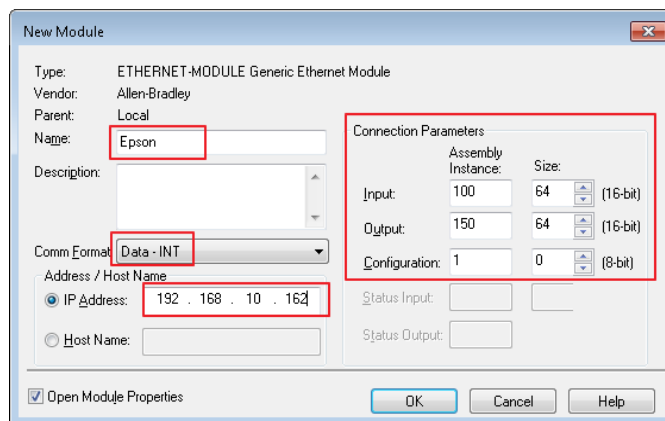 New Module
Type: ETHERNET-MODULE Generic Ethernet Module
Vendor: Allen-Bradley
Parent: Local
Name: Epson
Description:
Comm Format: Data - INT
Address / Host Name
IP Address: 192 . 168 . 10 . 162
Host Name:
Connection Parameters
Assembly Instance: Size:
Input: 100 64 (16-bit)
Output: 150 64 (16-bit)
Configuration: 1 0 (8-bit)
Status Input:
Status Output:
Open Module Properties
OK Cancel Help